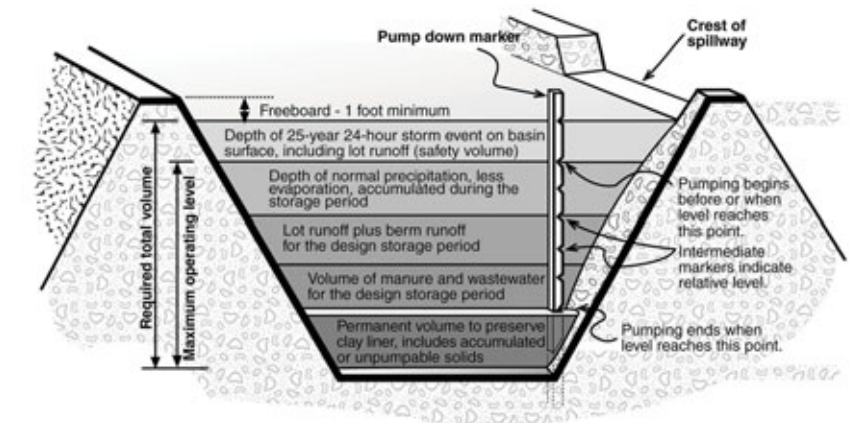 Pump down marker
Crest of
spillway
Freeboard - 1 foot minimum
Depth of 25-year 24-hour storm event on basin
surface, including lot runoff (safety volume)
Depth of normal precipitation, less
evaporation, accumulated during the
storage period
Lot runoff plus berm runoff
for the design storage period
Volume of manure and wastewater
for the design storage period
Permanent volume to preserve
clay liner, includes accumulated
or unpumpable solids
Required total volume
Maximum operating level
Pumping begins
before or when
level reaches
this point.
Intermediate
markers indicate
relative level.
Pumping ends when
level reaches this point.